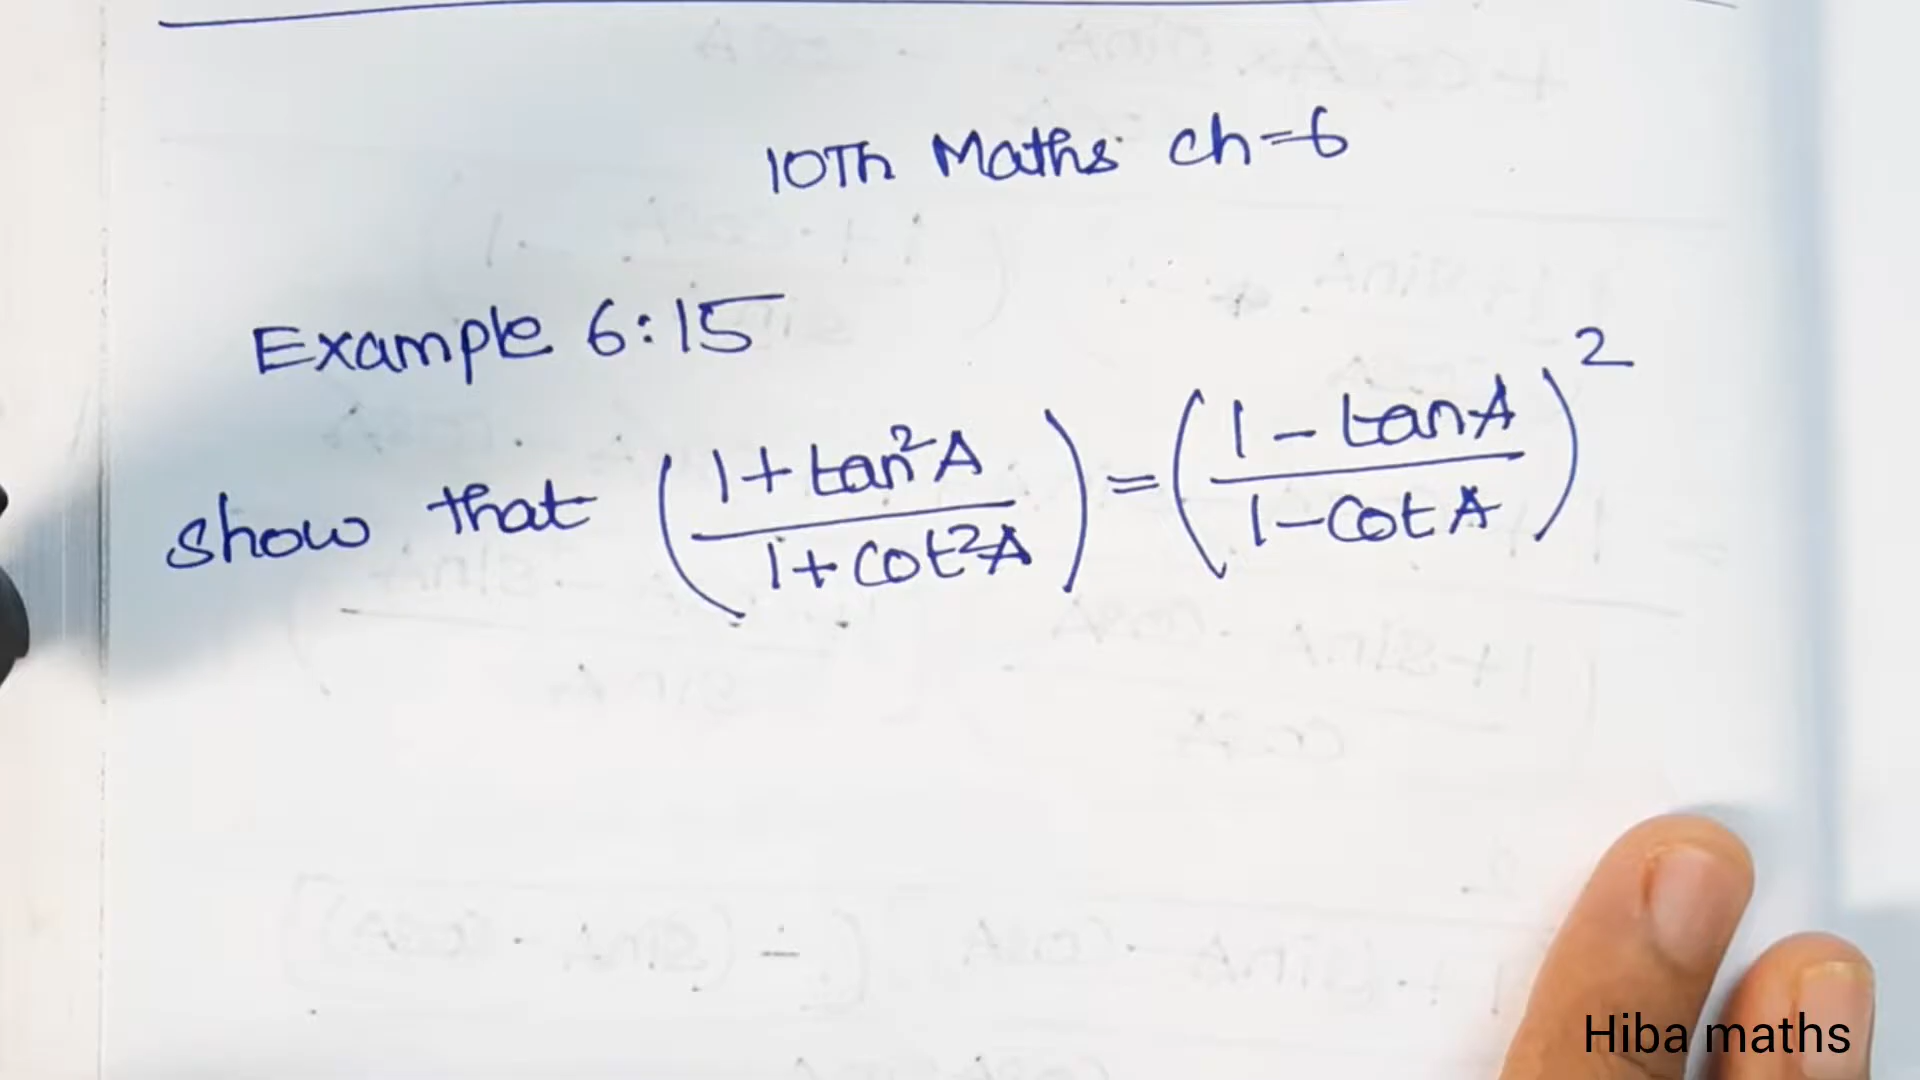 10Th Maths ch=6
Example 6:15
show that (1+tan²A / 1+cot²A) = (1-tanA / 1-cotA)²
Hiba maths